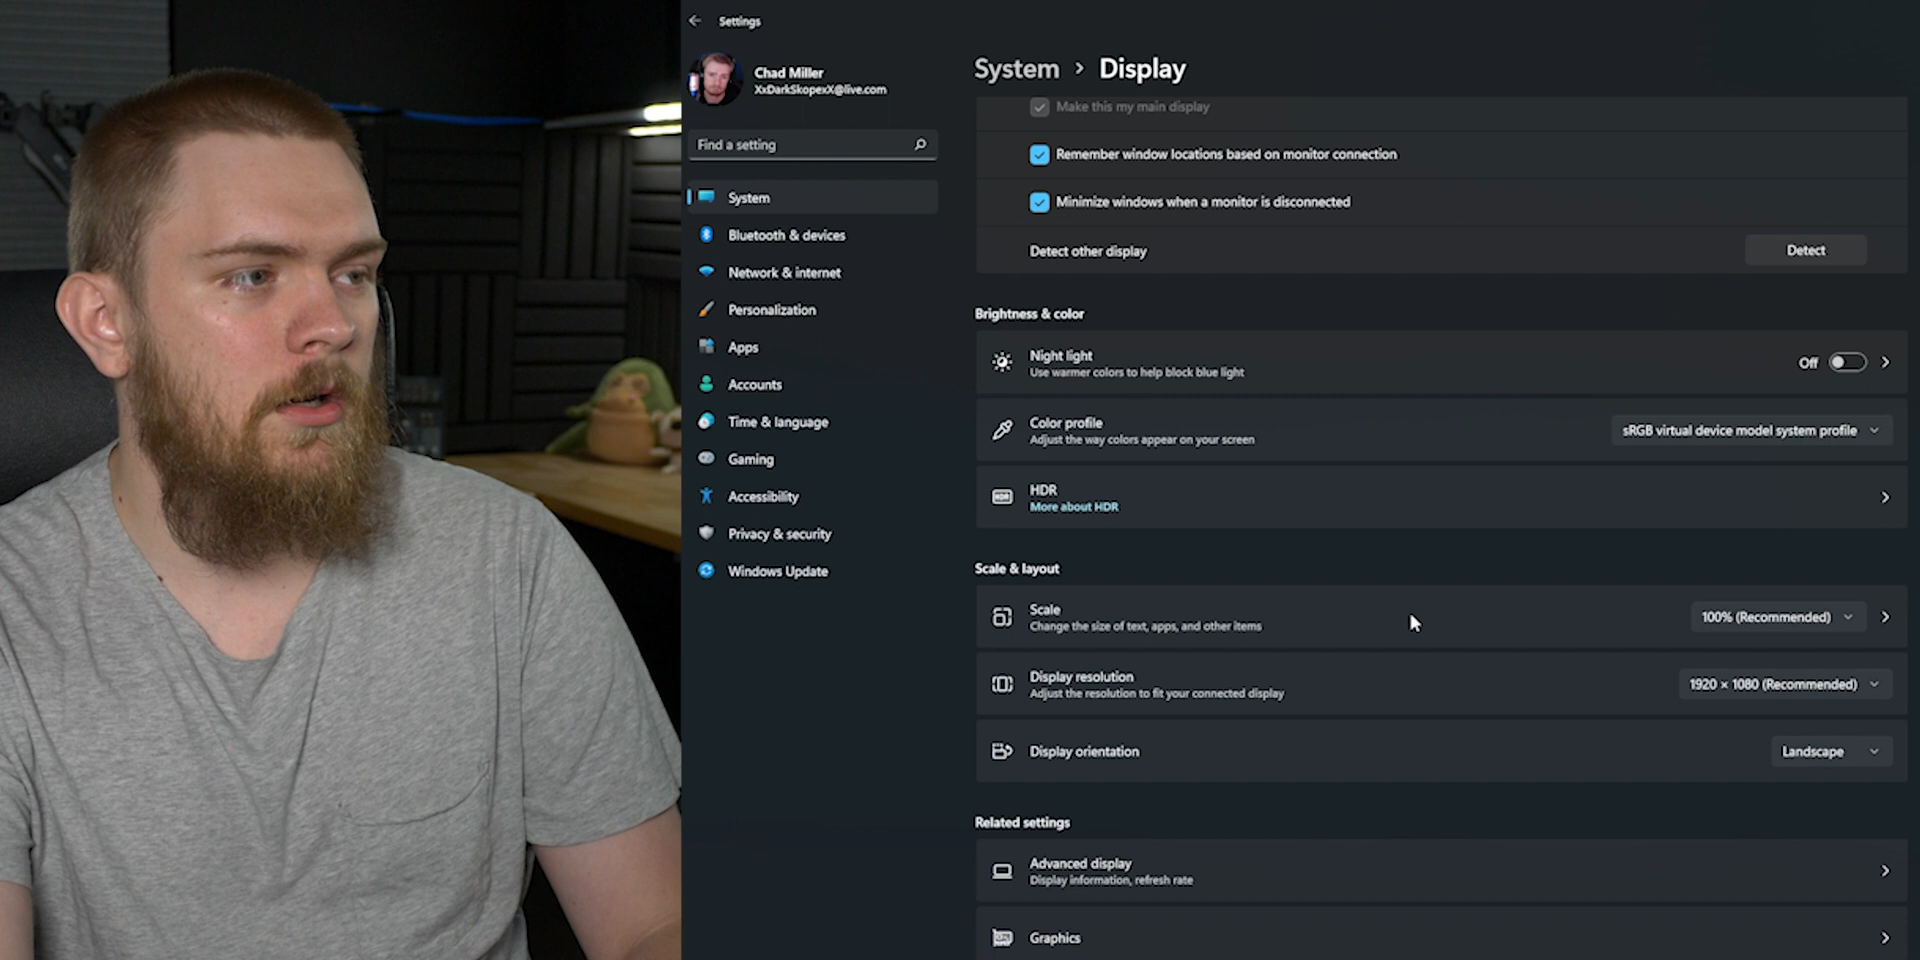 Settings
Chad Miller
XxDarkSkopexX@live.com
Find a setting
System
Bluetooth & devices
Network & internet
Personalization
Apps
Accounts
Time & language
Gaming
Accessibility
Privacy & security
Windows Update
System > Display
Make this my main display
Remember window locations based on monitor connection
Minimize windows when a monitor is disconnected
Detect other display
Detect
Brightness & color
Night light
Use warmer colors to help block blue light
Off
Color profile
Adjust the way colors appear on your screen
sRGB virtual device model system profile
HDR
More about HDR
Scale & layout
Scale
Change the size of text, apps, and other items
100% (Recommended)
Display resolution
Adjust the resolution to fit your connected display
1920 × 1080 (Recommended)
Display orientation
Landscape
Related settings
Advanced display
Display information, refresh rate
Graphics